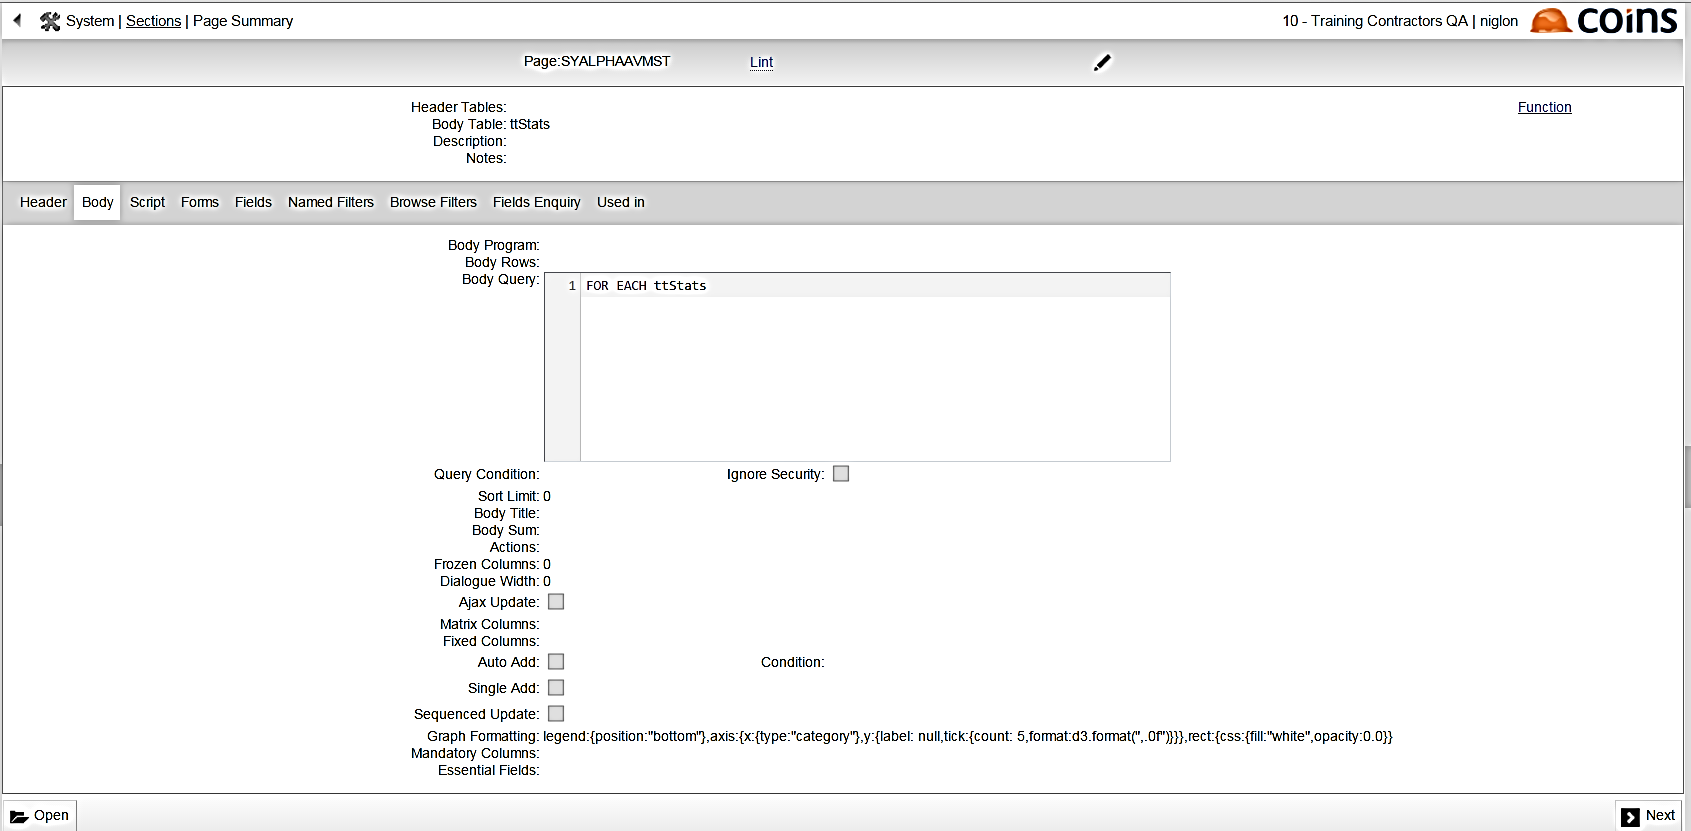 System | Sections | Page Summary
10 - Training Contractors QA | niglon
coins
Page:SYALPHAAVMST
Lint
Header Tables:
Function
Body Table: ttStats
Description:
Notes:
Header Body Script Forms Fields Named Filters Browse Filters Fields Enquiry Used in
Body Program:
Body Rows:
Body Query:
1 FOR EACH ttStats
Query Condition:
Ignore Security:
Sort Limit: 0
Body Title:
Body Sum:
Actions:
Frozen Columns: 0
Dialogue Width: 0
Ajax Update:
Matrix Columns:
Fixed Columns:
Auto Add:
Condition:
Single Add:
Sequenced Update:
Graph Formatting: legend:{position:"bottom"},axis:{x:{type:"category"},y:{label: null,tick:{count: 5,format:d3.format(",.0f")}}},rect:{css:{fill:"white",opacity:0.0}}
Mandatory Columns:
Essential Fields:
Open
Next